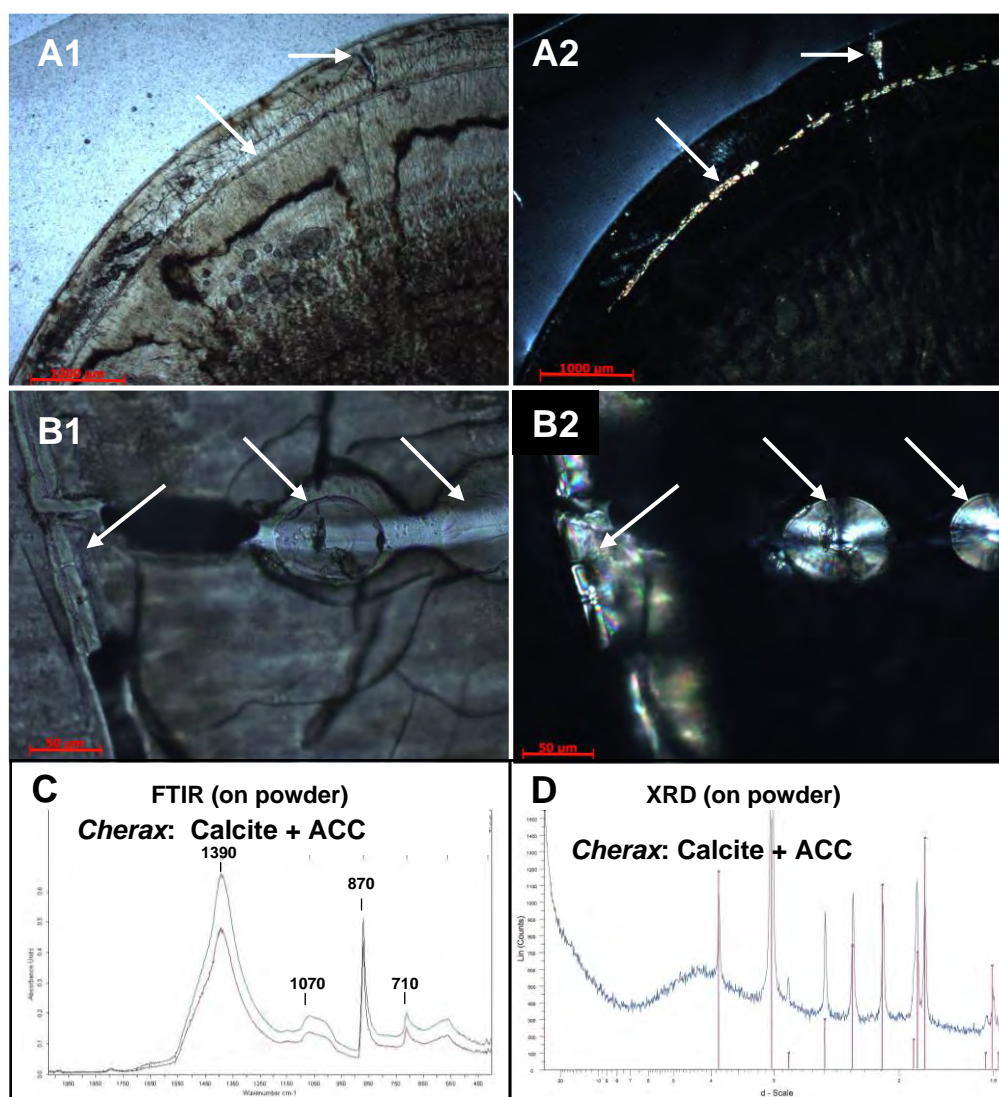 A1
1000 µm
A2
1000 µm
B1
50 µm
B2
50 µm
C
FTIR (on powder)
Cherax: Calcite + ACC
1390
870
1070
710
Absorbance Units
Wavenumber cm-1
D
XRD (on powder)
Cherax: Calcite + ACC
Lin (Counts)
d - Scale